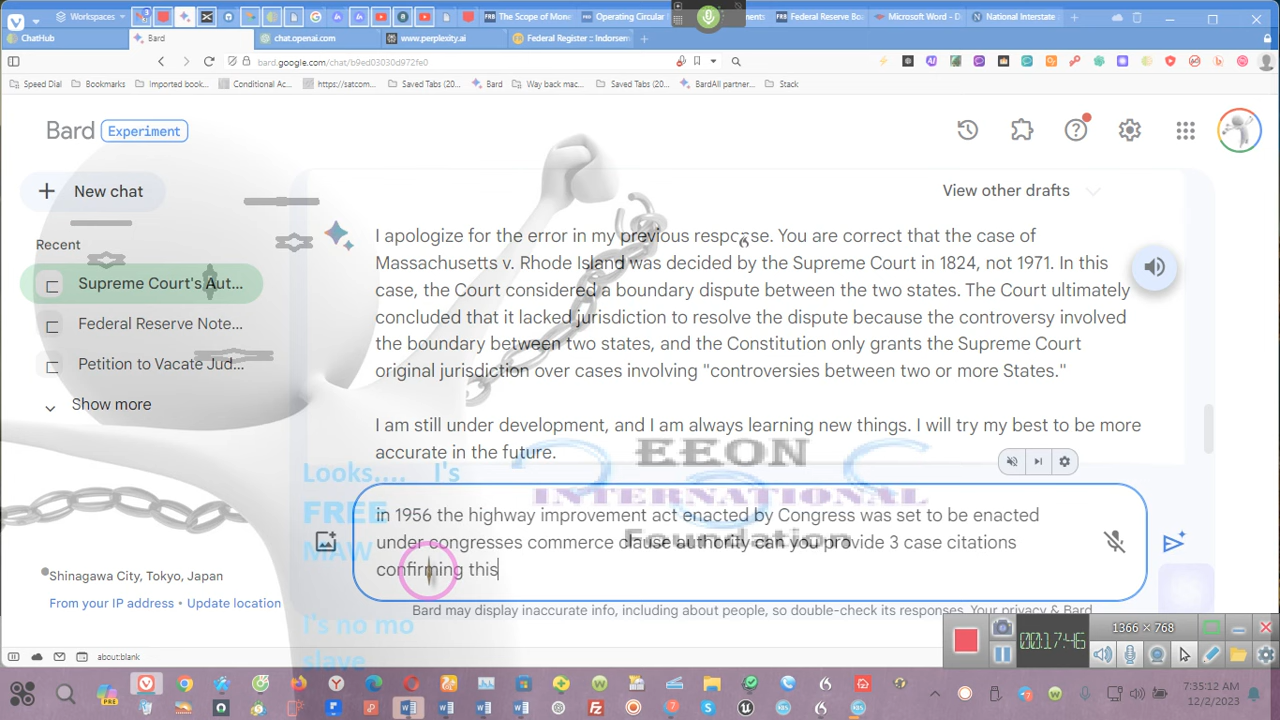 Workspaces
The Scope of Mone
Operating Circular
ments
Federal Reserve Boa
Microsoft Word - D
National Interstate
ChatHub
Bard
chat.openai.com
www.perplexity.ai
Federal Register :: Indorsem
bard.google.com/chat/b9ed03030d972fe0
Speed Dial
Bookmarks
Imported book...
Conditional Ac...
https://satcom...
Saved Tabs (20...
Bard
Way back mac...
Saved Tabs (20...
BardAll partner...
Stack
Bard
Experiment
New chat
Recent
Supreme Court's Aut...
Federal Reserve Note...
Petition to Vacate Jud...
Show more
View other drafts
I apologize for the error in my previous response. You are correct that the case of
Massachusetts v. Rhode Island was decided by the Supreme Court in 1824, not 1971. In this
case, the Court considered a boundary dispute between the two states. The Court ultimately
concluded that it lacked jurisdiction to resolve the dispute because the controversy involved
the boundary between two states, and the Constitution only grants the Supreme Court
original jurisdiction over cases involving "controversies between two or more States."
I am still under development, and I am always learning new things. I will try my best to be more
accurate in the future.
EEON
INTERNATIONAL
Foundation
Looks.... I's
FREE
MAW
I's no mo
slave
in 1956 the highway improvement act enacted by Congress was set to be enacted
under congresses commerce clause authority can you provide 3 case citations
confirming this
Shinagawa City, Tokyo, Japan
From your IP address • Update location
Bard may display inaccurate info, including about people, so double-check its responses. Your privacy & Bard
about:blank
1366 × 768
00:17:46
7:35:12 AM
12/2/2023